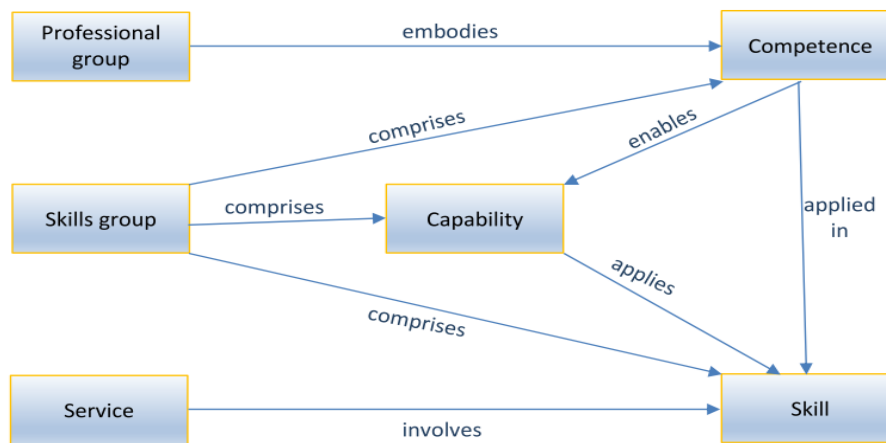 Professional
group
embodies
Competence
comprises
enables
Skills group
comprises
Capability
applied
in
applies
comprises
Service
involves
Skill